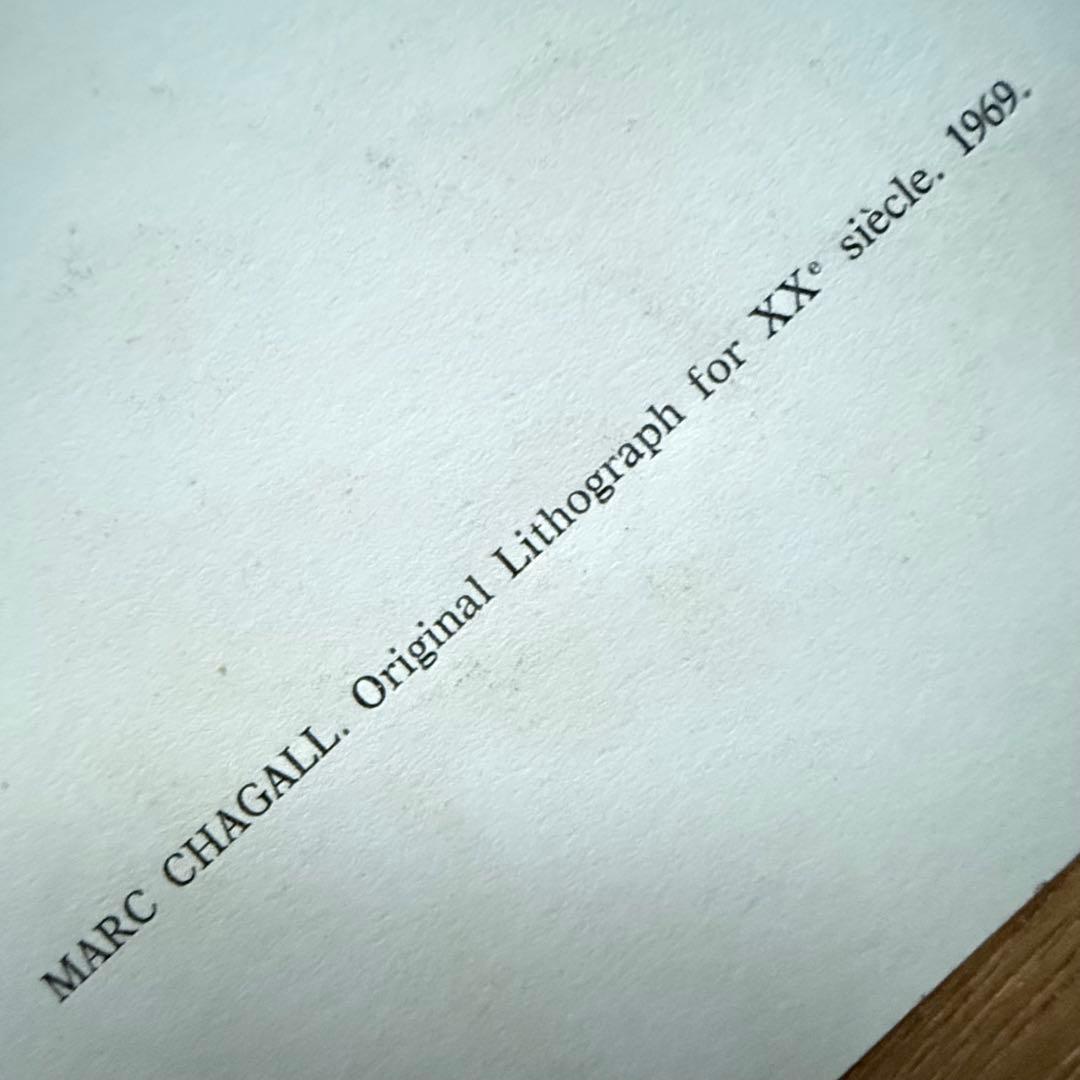 MARC CHAGALL. Original Lithograph for XXᵉ siècle. 1969.